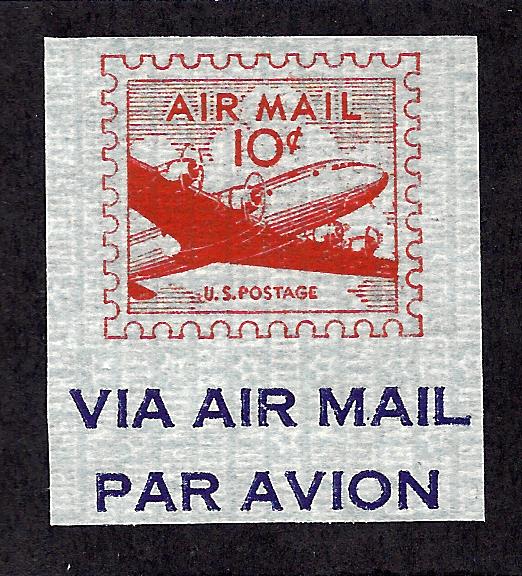 AIR MAIL
10¢
U.S. POSTAGE
VIA AIR MAIL
PAR AVION